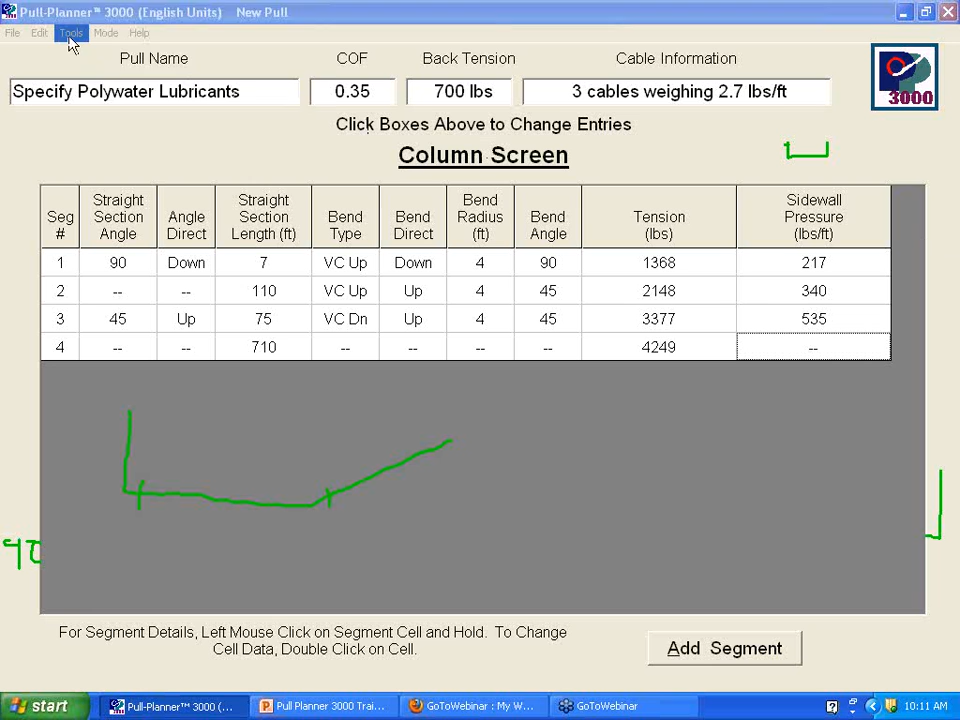 Pull-Planner™ 3000 (English Units) New Pull
File Edit Tools Mode Help
Pull Name COF Back Tension Cable Information
Specify Polywater Lubricants 0.35 700 lbs 3 cables weighing 2.7 lbs/ft
3000
Click Boxes Above to Change Entries
Column Screen
Seg # Straight Section Angle Angle Direct Straight Section Length (ft) Bend Type Bend Direct Bend Radius (ft) Bend Angle Tension (lbs) Sidewall Pressure (lbs/ft)
1 90 Down 7 VC Up Down 4 90 1368 217
2 -- -- 110 VC Up Up 4 45 2148 340
3 45 Up 75 VC Dn Up 4 45 3377 535
4 -- -- 710 -- -- -- -- 4249 --
For Segment Details, Left Mouse Click on Segment Cell and Hold. To Change
Cell Data, Double Click on Cell.
Add Segment
start Pull-Planner™ 3000 (... Pull Planner 3000 Trai... GoToWebinar : My W... GoToWebinar 10:11 AM